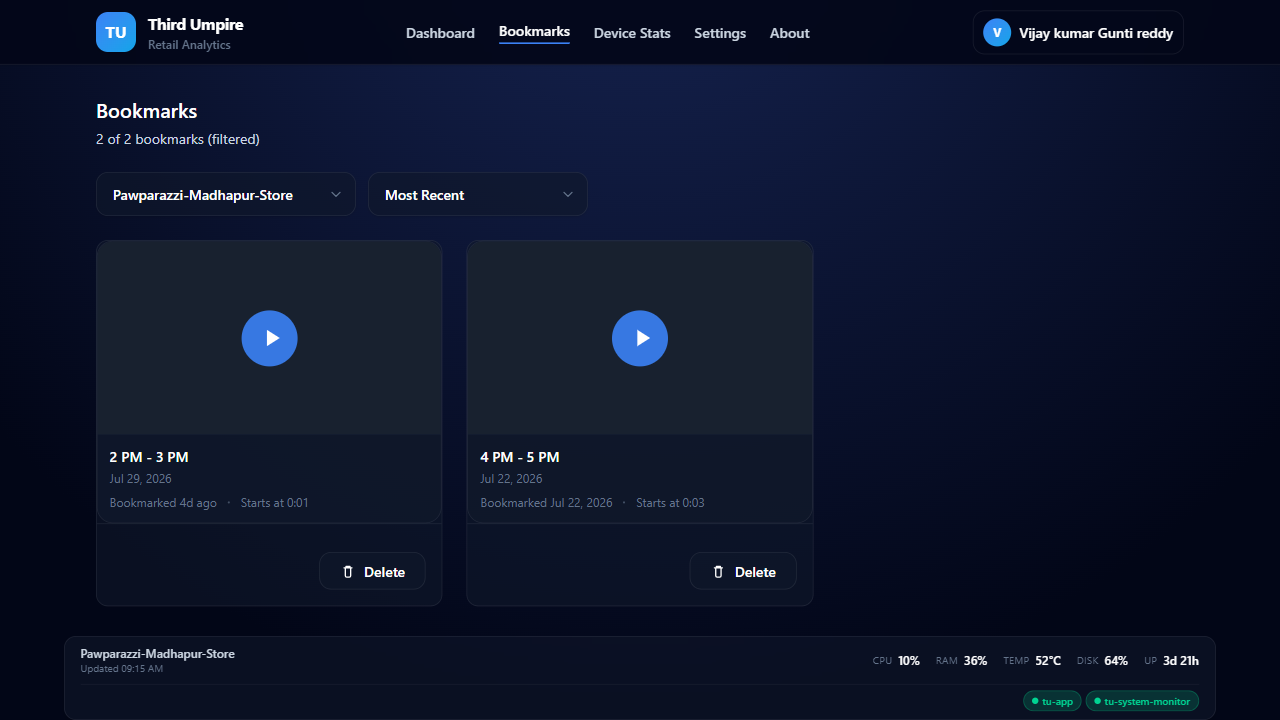 TU
Third Umpire
Retail Analytics
Dashboard
Bookmarks
Device Stats
Settings
About
V
Vijay kumar Gunti reddy
Bookmarks
2 of 2 bookmarks (filtered)
Pawparazzi-Madhapur-Store
Most Recent
2 PM - 3 PM
Jul 29, 2026
Bookmarked 4d ago · Starts at 0:01
Delete
4 PM - 5 PM
Jul 22, 2026
Bookmarked Jul 22, 2026 · Starts at 0:03
Delete
Pawparazzi-Madhapur-Store
Updated 09:15 AM
CPU 10% RAM 36% TEMP 52°C DISK 64% UP 3d 21h
tu-app
tu-system-monitor